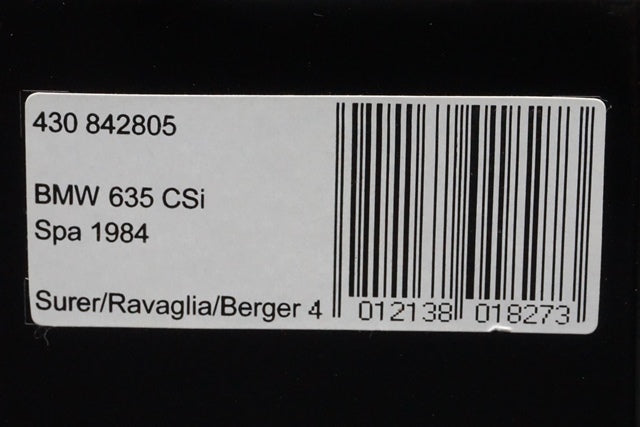 430 842805
BMW 635 CSi
Spa 1984
Surer/Ravaglia/Berger 4 012138 018273